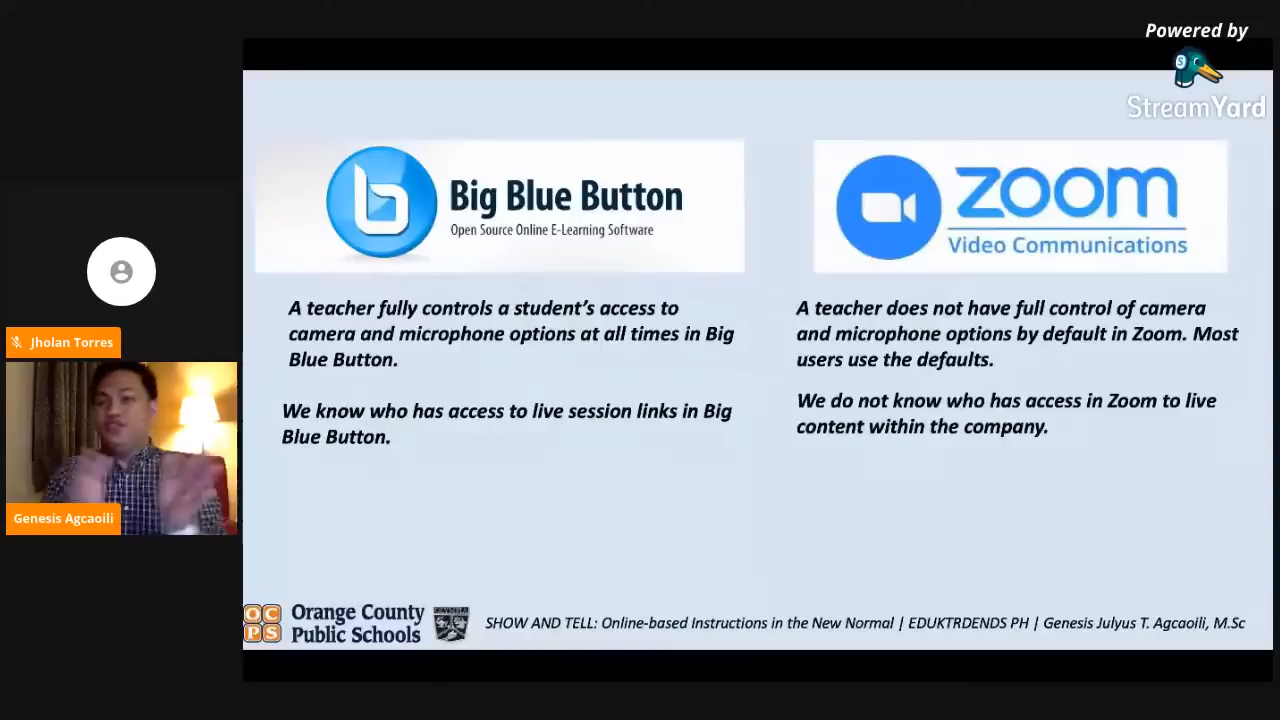 Powered by
StreamYard
Big Blue Button
Open Source Online E-Learning Software
zoom
Video Communications
A teacher fully controls a student's access to
camera and microphone options at all times in Big
Blue Button.
We know who has access to live session links in Big
Blue Button.
A teacher does not have full control of camera
and microphone options by default in Zoom. Most
users use the defaults.
We do not know who has access in Zoom to live
content within the company.
Jholan Torres
Genesis Agcaoili
OC
PS
Orange County
Public Schools
SHOW AND TELL: Online-based Instructions in the New Normal | EDUKTRDENDS PH | Genesis Julyus T. Agcaoili, M.Sc